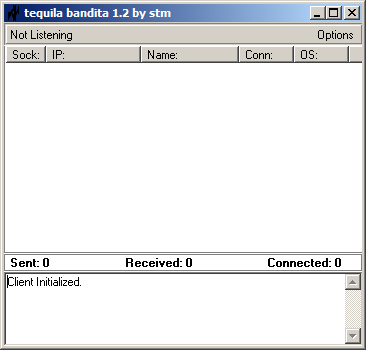 tequila bandita 1.2 by stm
Not Listening Options
Sock: IP: Name: Conn: OS:
Sent: 0 Received: 0 Connected: 0
Client Initialized.